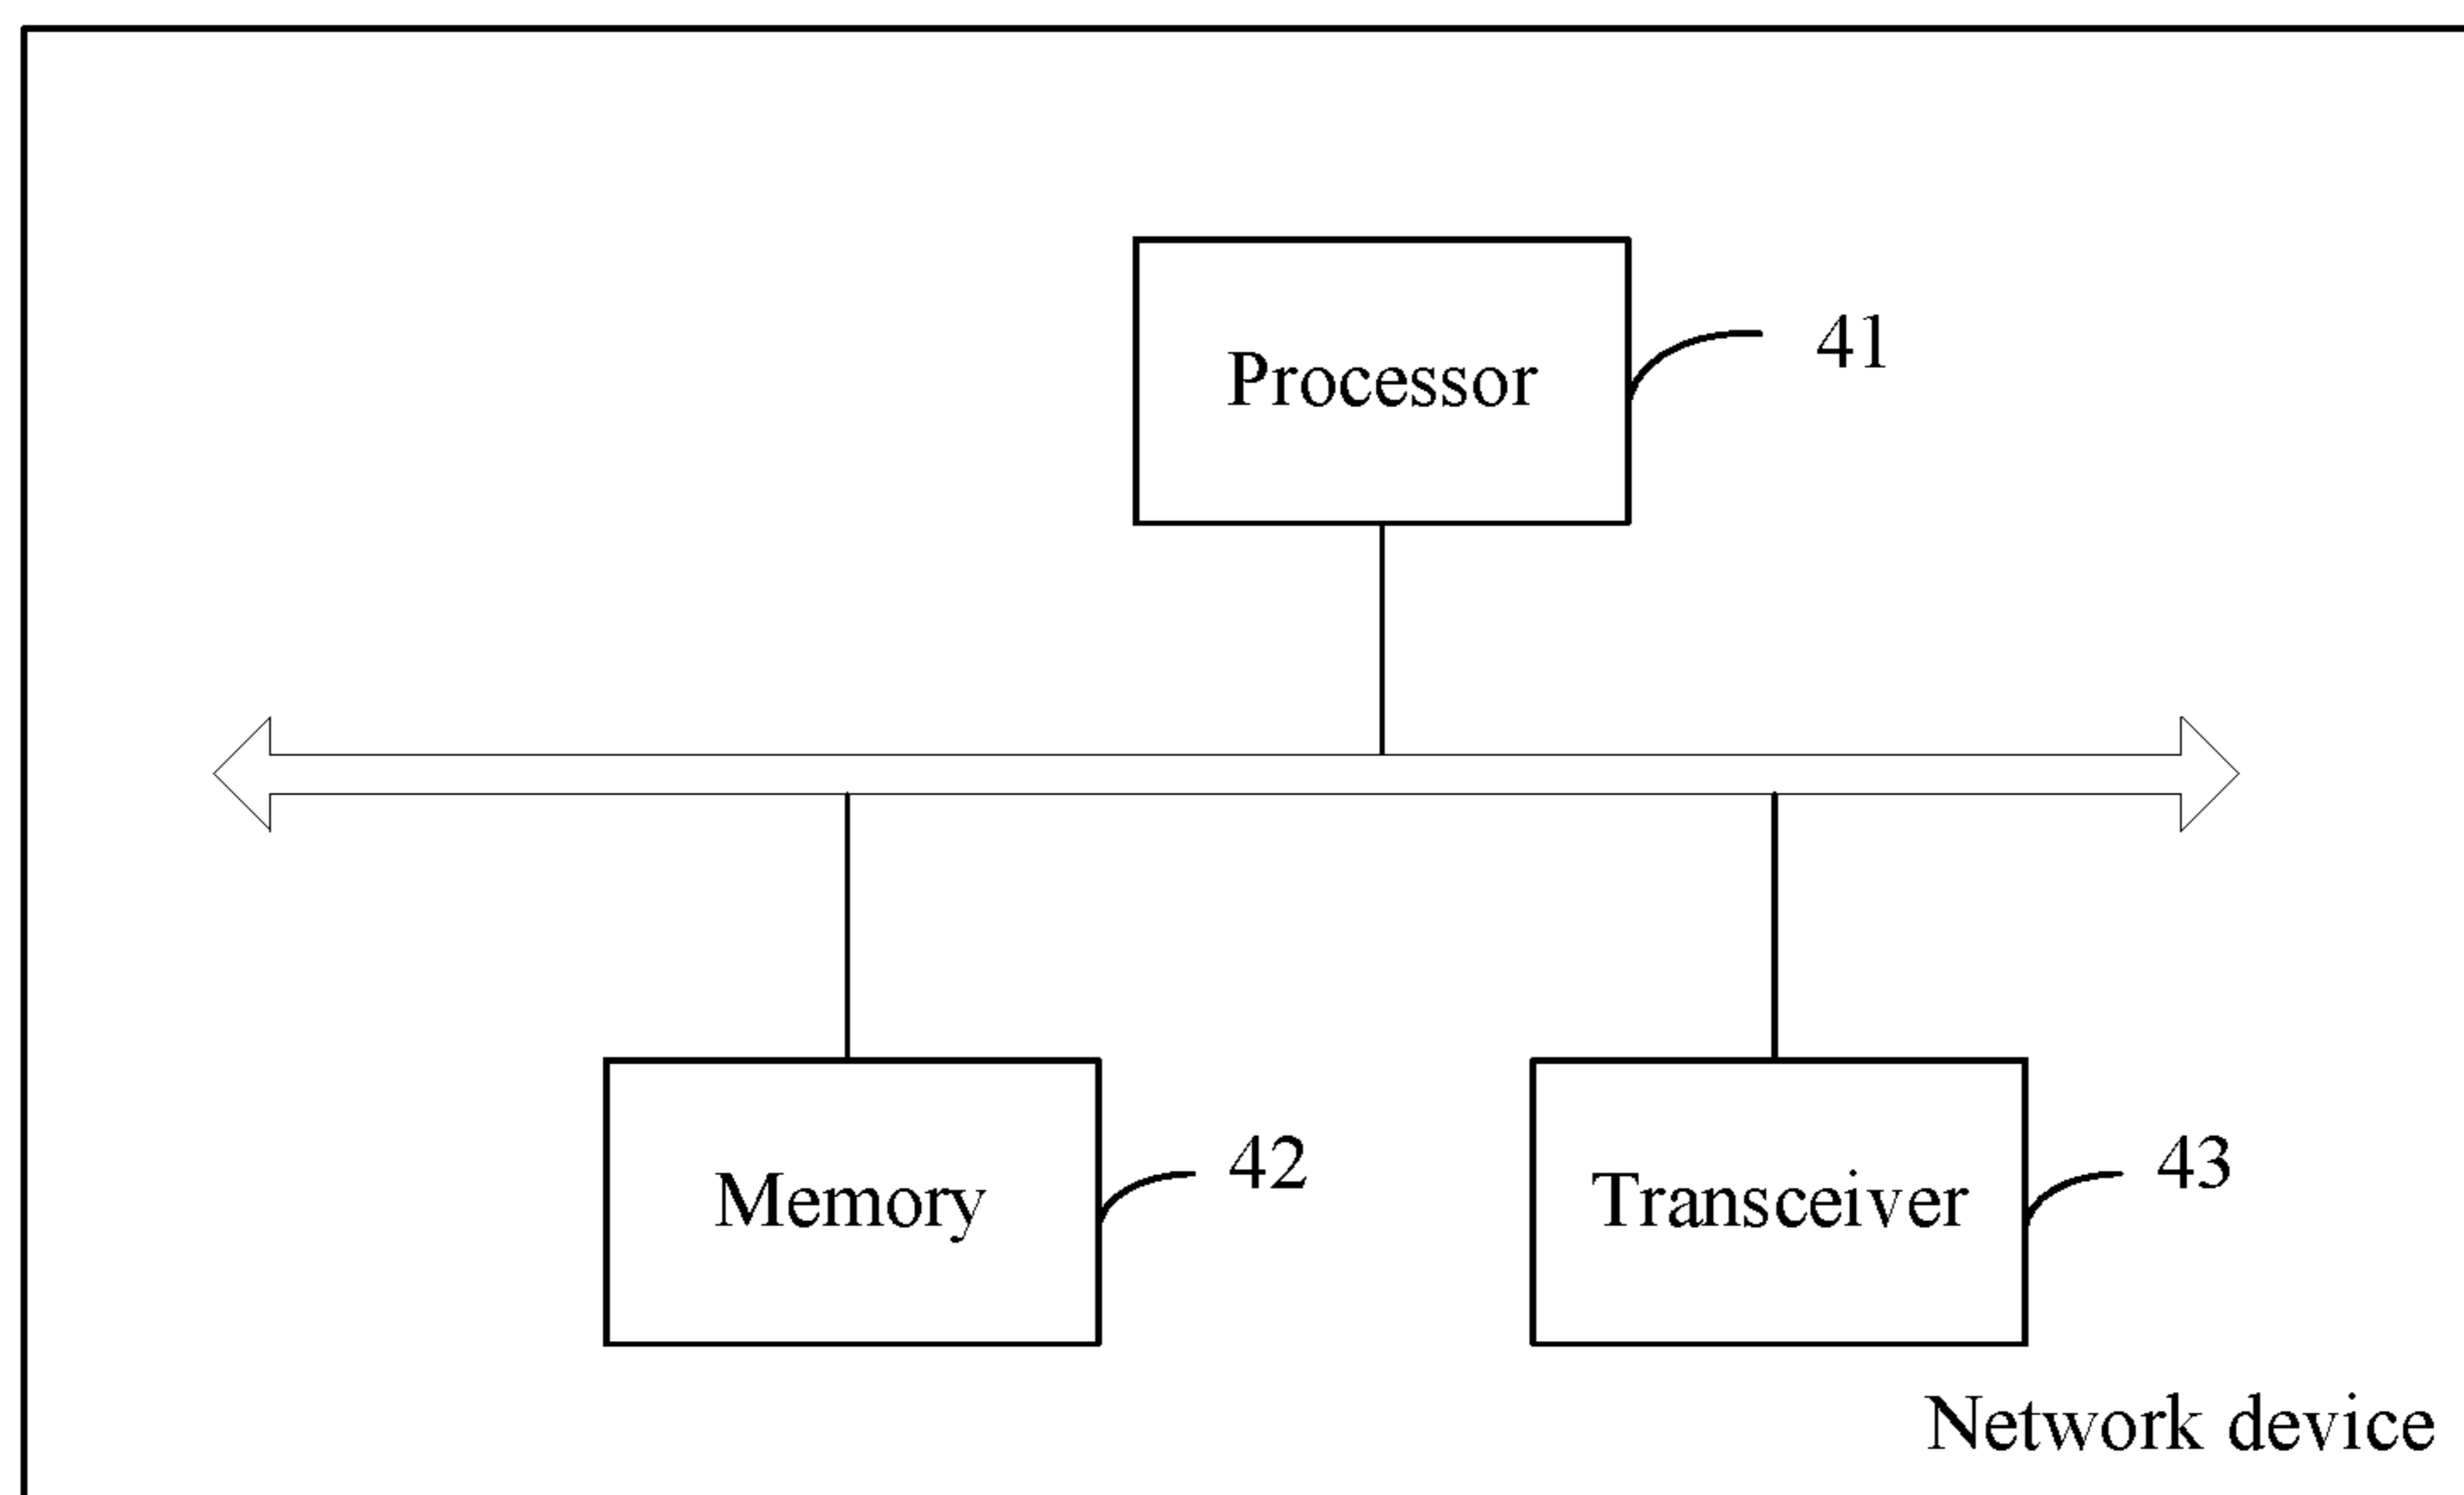 41
Processor
42
Memory
43
Transceiver
Network device